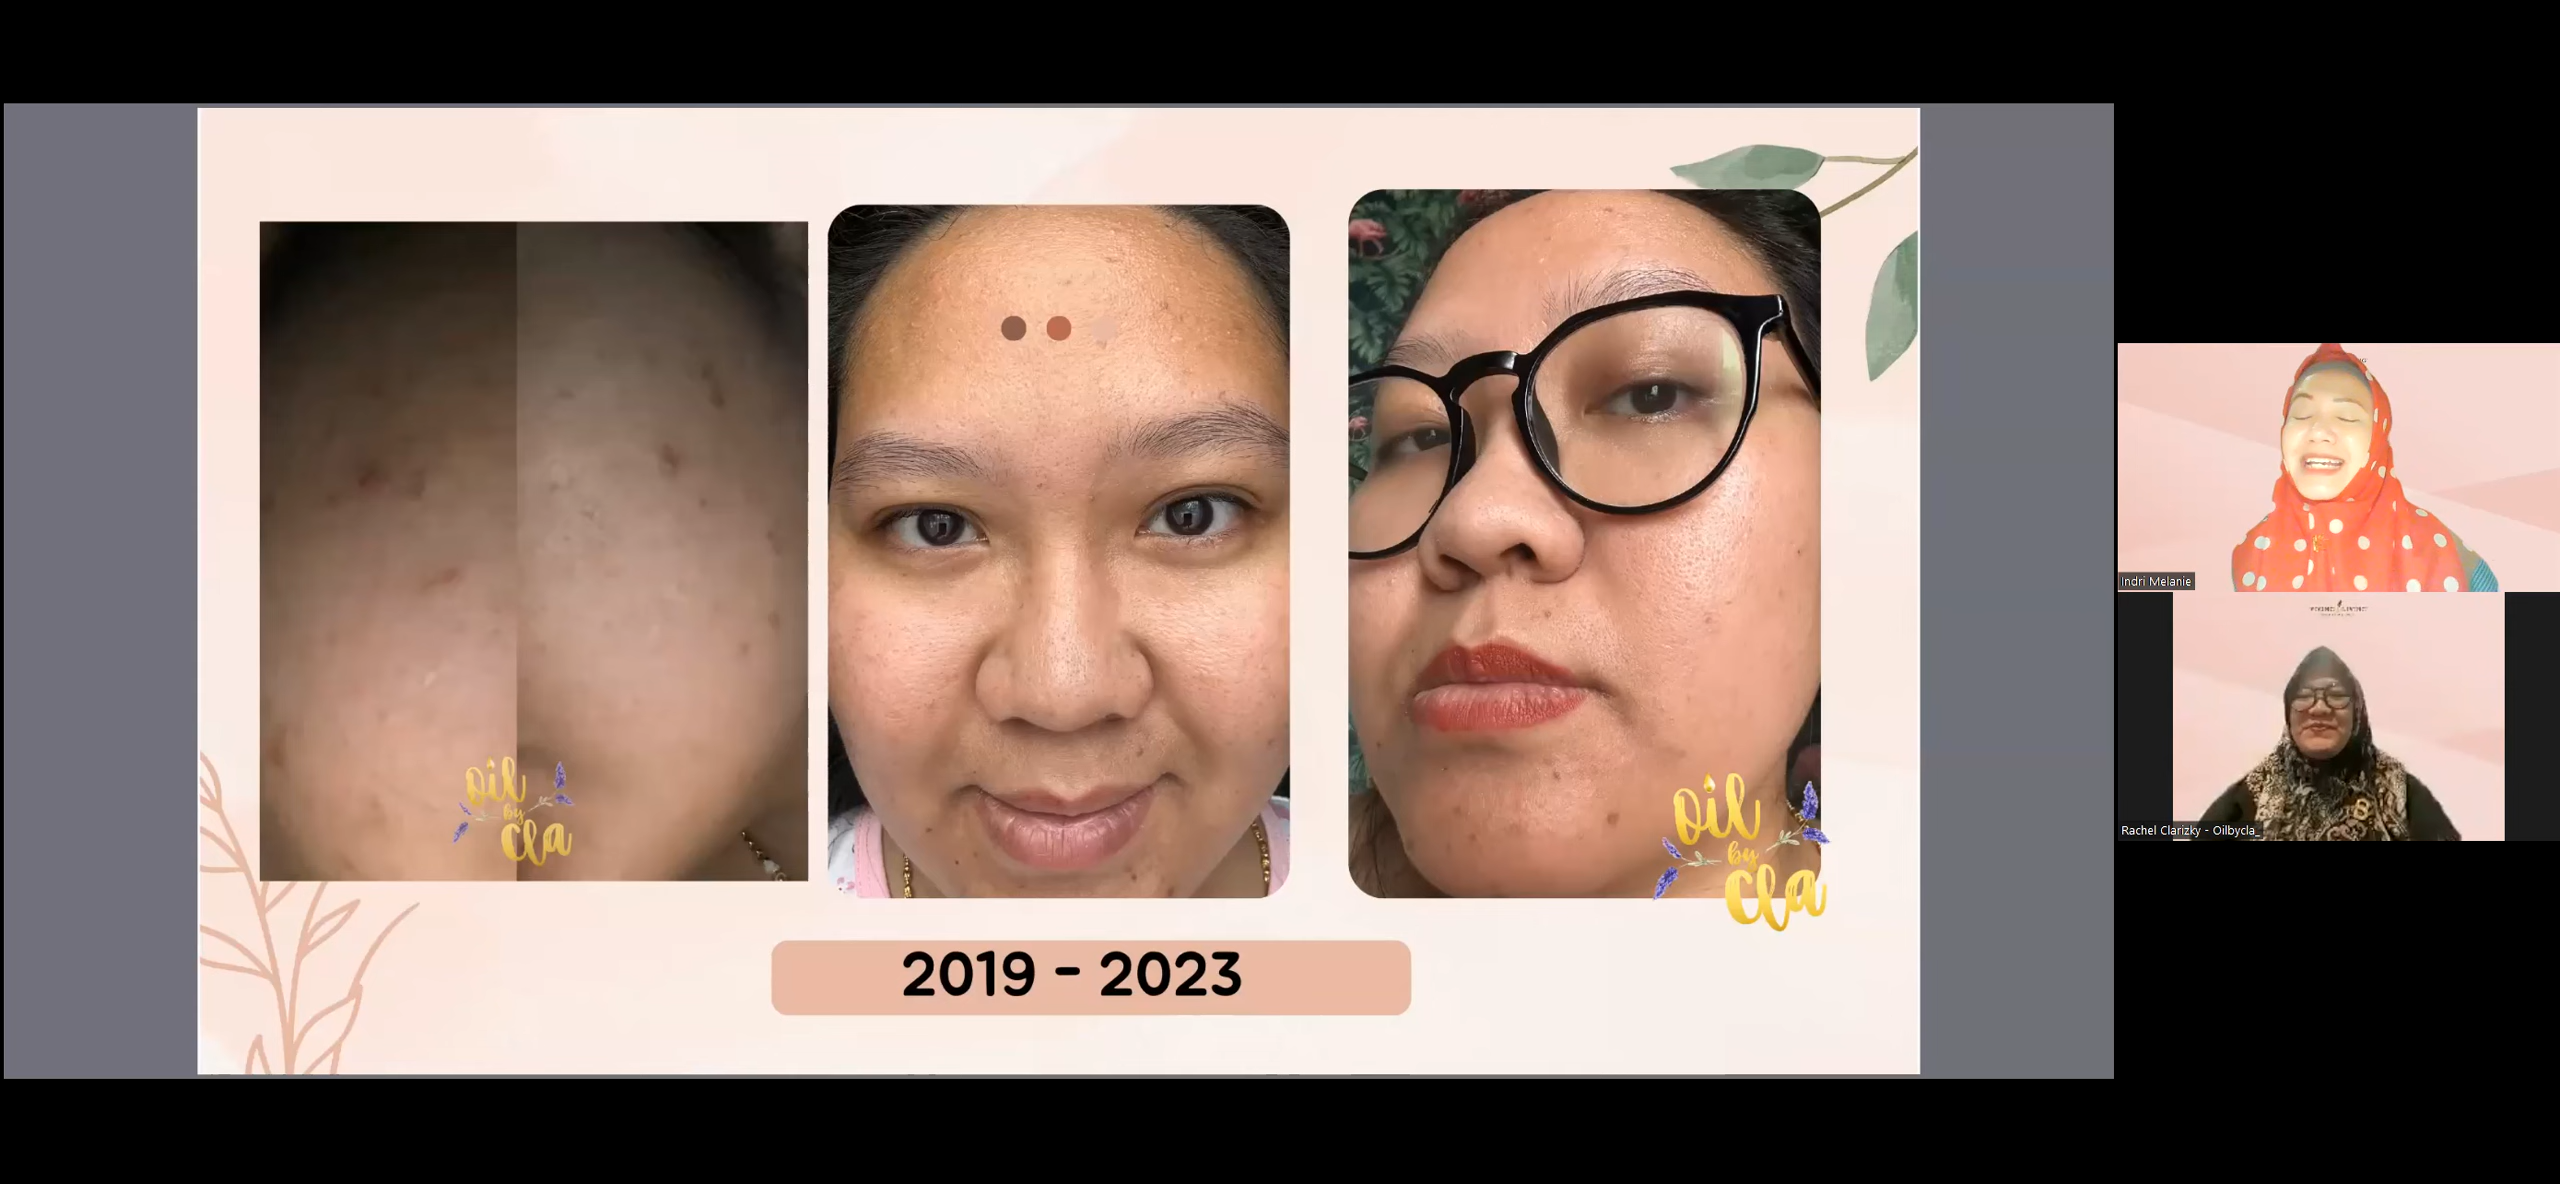 oil
by
cla
oil
by
cla
2019 - 2023
Indri Melanie
Rachel Clarizky - Oilbycla_